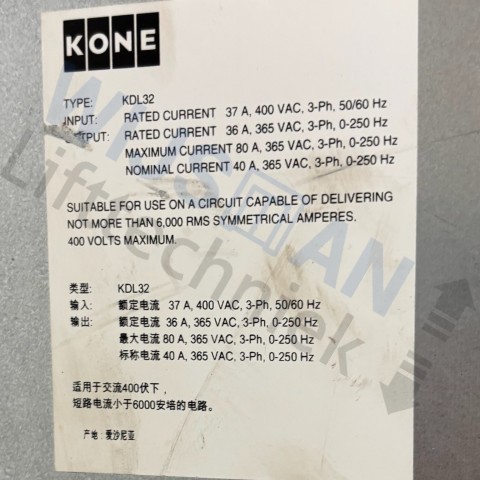 KONE
TYPE: KDL32
INPUT: RATED CURRENT 37 A, 400 VAC, 3-Ph, 50/60 Hz
OUTPUT: RATED CURRENT 36 A, 365 VAC, 3-Ph, 0-250 Hz
MAXIMUM CURRENT 80 A, 365 VAC, 3-Ph, 0-250 Hz
NOMINAL CURRENT 40 A, 365 VAC, 3-Ph, 0-250 Hz
SUITABLE FOR USE ON A CIRCUIT CAPABLE OF DELIVERING
NOT MORE THAN 6,000 RMS SYMMETRICAL AMPERES.
400 VOLTS MAXIMUM.
类型: KDL32
输入: 额定电流 37 A, 400 VAC, 3-Ph, 50/60 Hz
输出: 额定电流 36 A, 365 VAC, 3-Ph, 0-250 Hz
最大电流 80 A, 365 VAC, 3-Ph, 0-250 Hz
标称电流 40 A, 365 VAC, 3-Ph, 0-250 Hz
适用于交流400伏下,
短路电流小于6000安培的电路。
产地: 爱沙尼亚
Lifttechniek